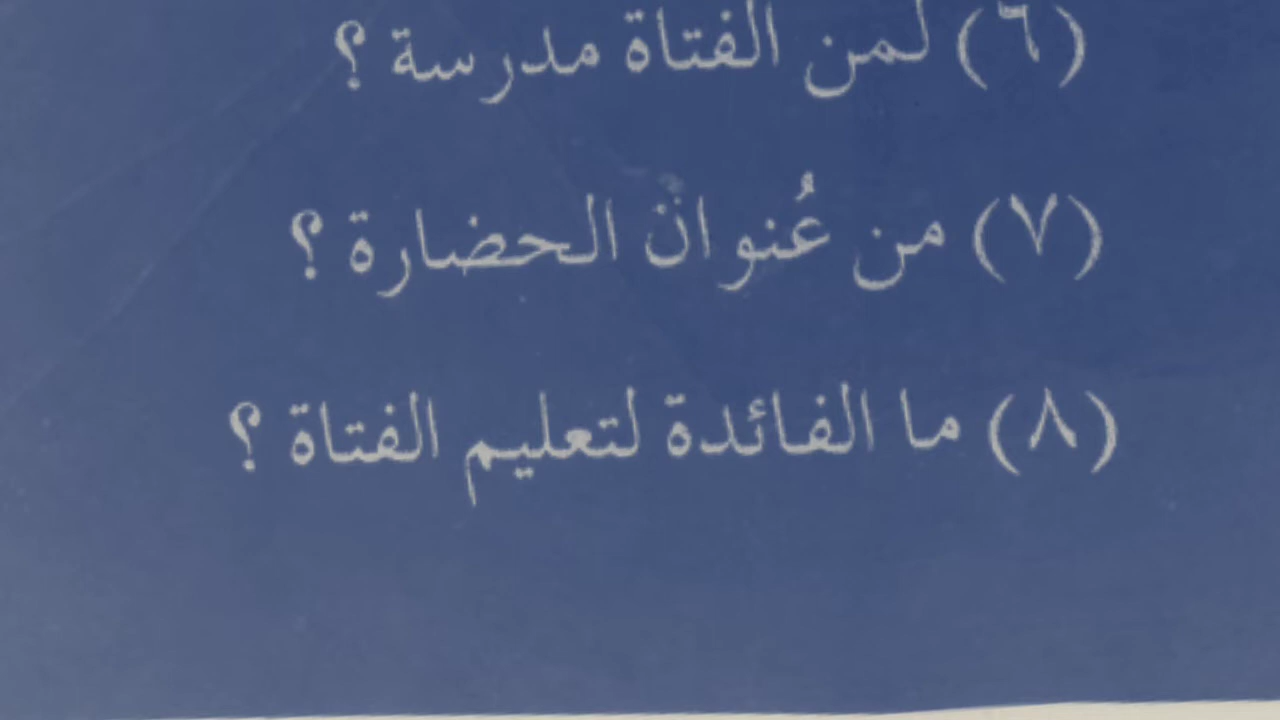 (٦) لمن الفتاة مدرسة ؟
(٧) من عُنوان الحضارة ؟
(٨) ما الفائدة لتعليم الفتاة ؟